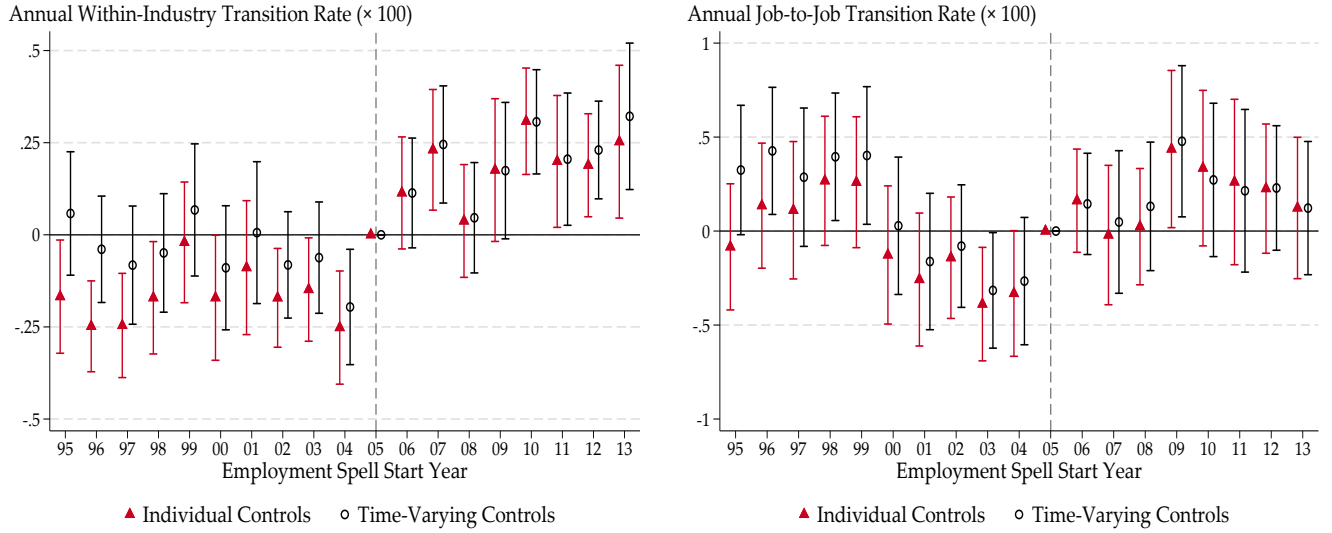 Annual Within-Industry Transition Rate (× 100)
.5
.25
0
-.25
-.5
95 96 97 98 99 00 01 02 03 04 05 06 07 08 09 10 11 12 13
Employment Spell Start Year
Individual Controls Time-Varying Controls
Annual Job-to-Job Transition Rate (× 100)
1
.5
0
-.5
-1
95 96 97 98 99 00 01 02 03 04 05 06 07 08 09 10 11 12 13
Employment Spell Start Year
Individual Controls Time-Varying Controls